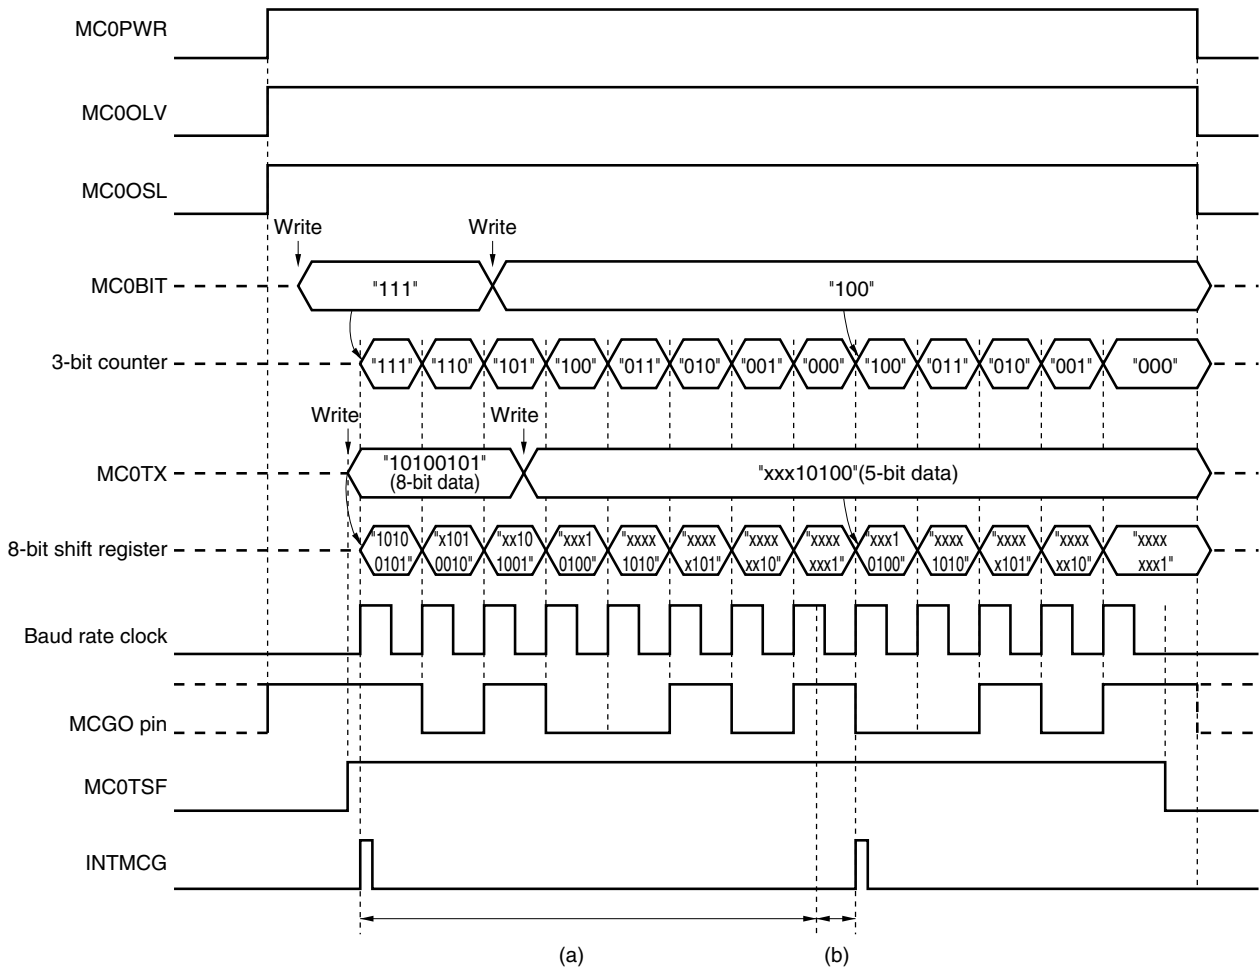 MC0PWR
MC0OLV
MC0OSL
Write Write
MC0BIT "111" "100"
3-bit counter "111" "110" "101" "100" "011" "010" "001" "000" "100" "011" "010" "001" "000"
Write Write
MC0TX "10100101" (8-bit data) "xxx10100"(5-bit data)
8-bit shift register "1010 0101" "x101 0010" "xx10 1001" "xxx1 0100" "xxxx 1010" "xxxx x101" "xxxx xx10" "xxxx xxx1" "xxx1 0100" "xxxx 1010" "xxxx x101" "xxxx xx10" "xxxx xxx1"
Baud rate clock
MCGO pin
MC0TSF
INTMCG
(a) (b)